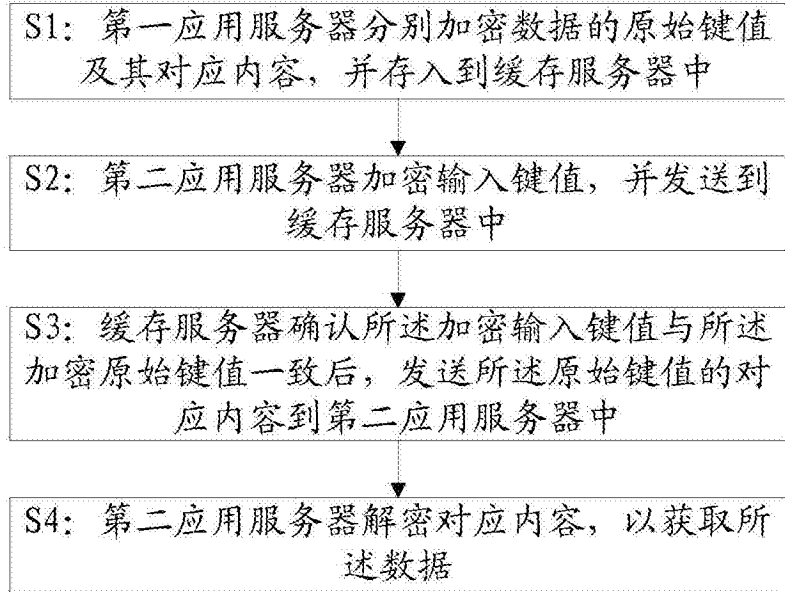 S1：第一应用服务器分别加密数据的原始键值
及其对应内容，并存入到缓存服务器中
S2：第二应用服务器加密输入键值，并发送到
缓存服务器中
S3：缓存服务器确认所述加密输入键值与所述
加密原始键值一致后，发送所述原始键值的对
应内容到第二应用服务器中
S4：第二应用服务器解密对应内容，以获取所
述数据